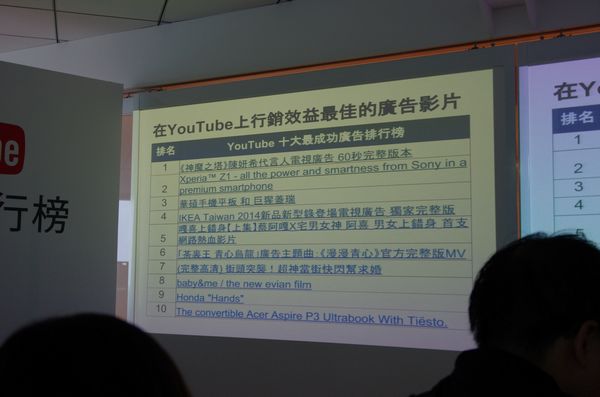 在YouTube上行銷效益最佳的廣告影片
排名 YouTube 十大最成功廣告排行榜
1 《神魔之塔》陳妍希代言人電視廣告 60秒完整版本
Xperia™ Z1 - all the power and smartness from Sony in a
2 premium smartphone
3 華碩手機平板 和 巨猩蓋瑞
4 IKEA Taiwan 2014新品新型錄登場電視廣告 獨家完整版
嘎喜上錯身【上集】蔡阿嘎X宅男女神 阿喜 男女上錯身 首支
5 網路熱血影片
6 「茶裏王 青心烏龍」廣告主題曲:《漫漫青心》官方完整版MV
7 (完整高清) 街頭突襲！超神當街快閃幫求婚
8 baby&me / the new evian film
9 Honda "Hands"
10 The convertible Acer Aspire P3 Ultrabook With Tiësto.
行榜
在Yo
排名
1
2
3
4
5
6
7
8